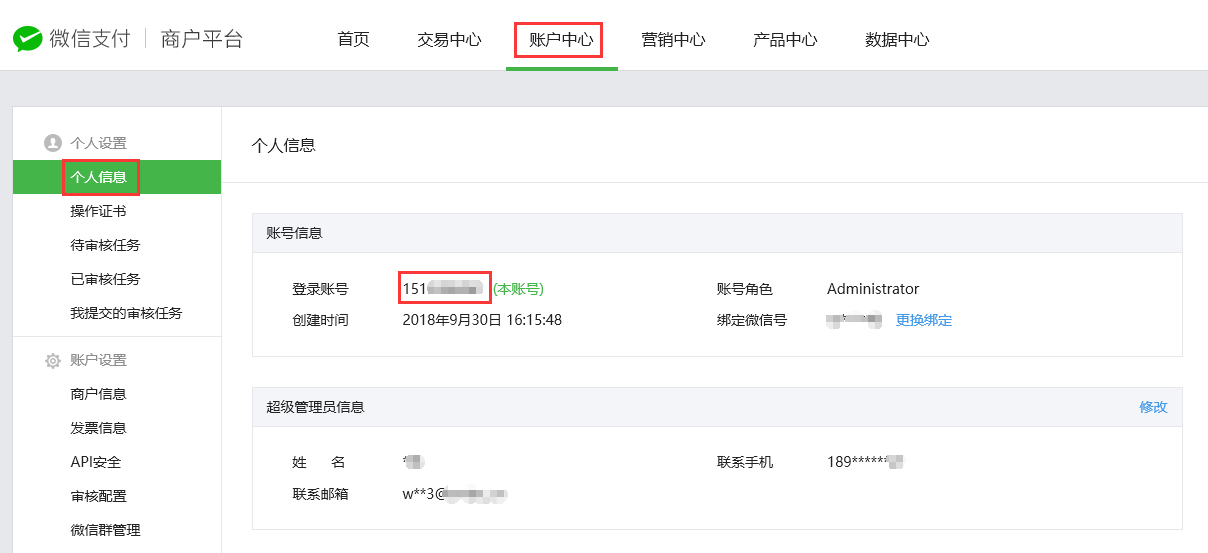 微信支付 商户平台 首页 交易中心 账户中心 营销中心 产品中心 数据中心
个人设置
个人信息
操作证书
待审核任务
已审核任务
我提交的审核任务
账户设置
商户信息
发票信息
API安全
审核配置
微信群管理
个人信息
账号信息
登录账号 151 (本账号) 账号角色 Administrator
创建时间 2018年9月30日 16:15:48 绑定微信号 更换绑定
超级管理员信息 修改
姓 名 * 联系手机 189******
联系邮箱 w**3@